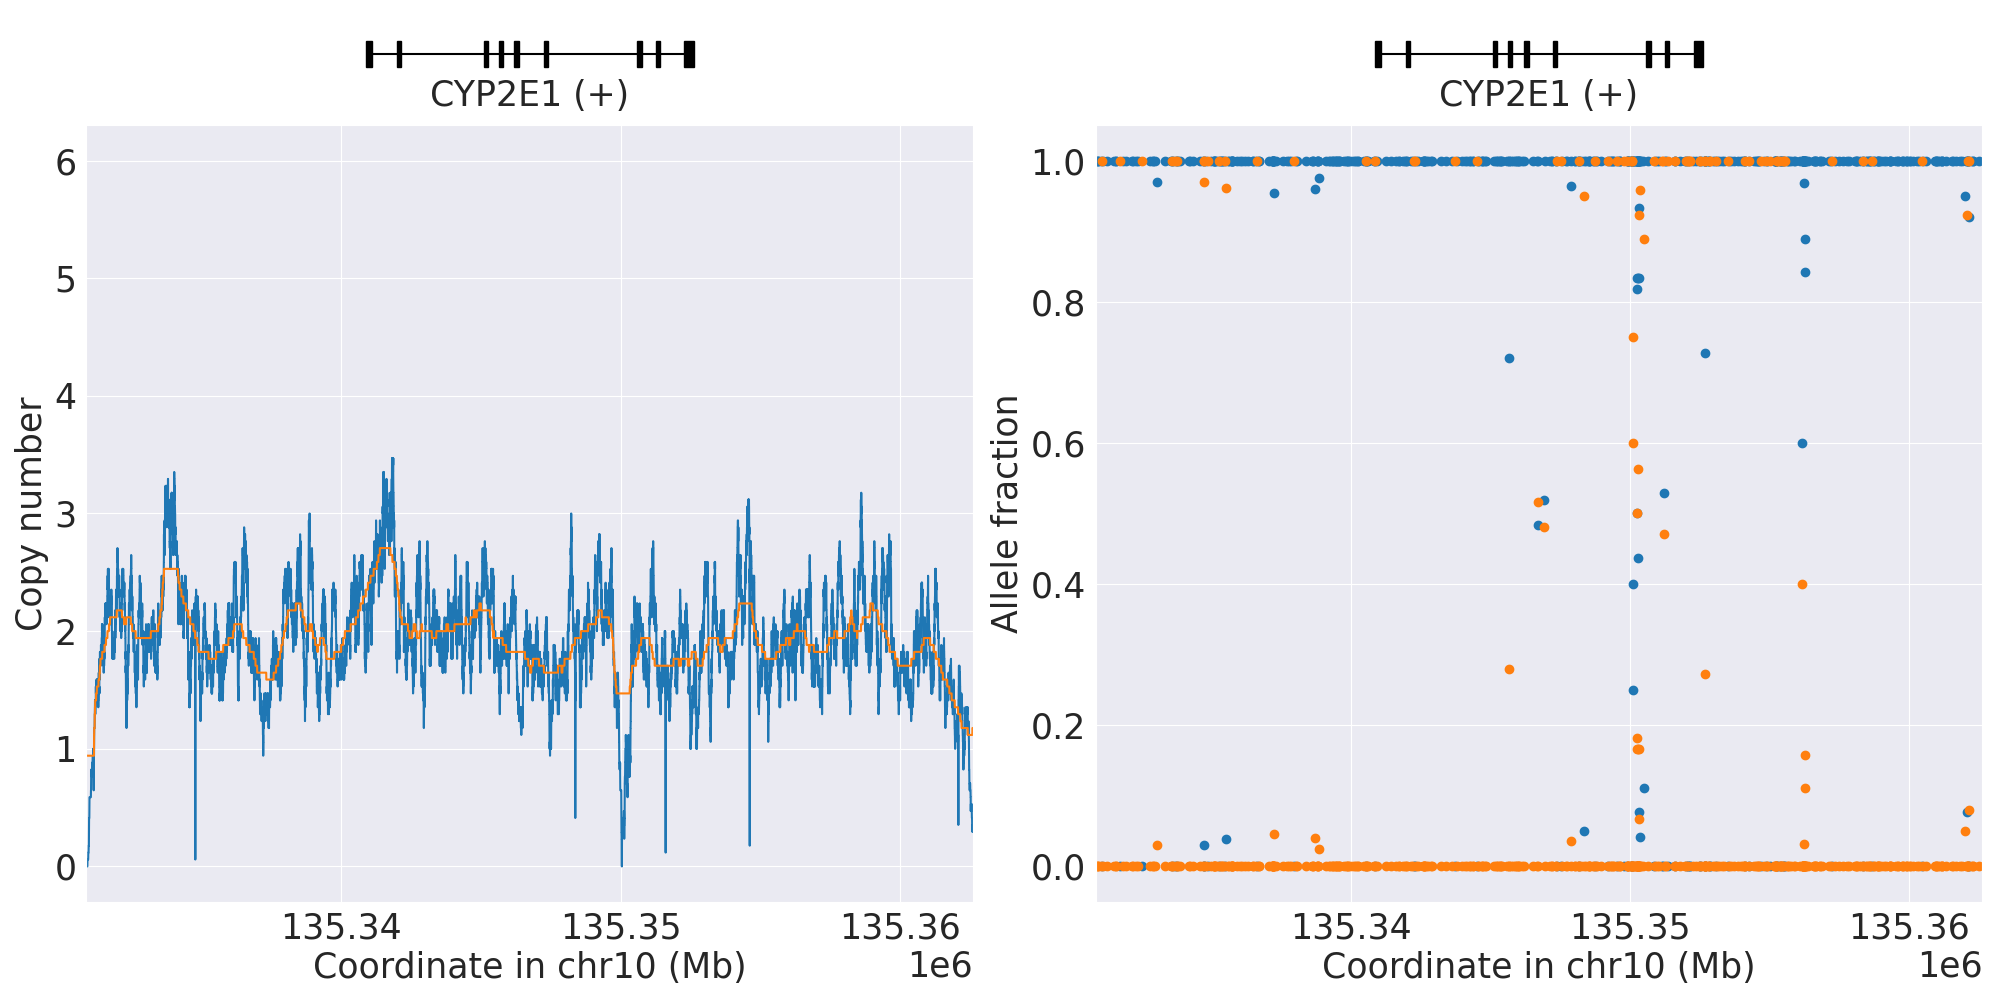 CYP2E1 (+)
6
5
4
3
2
1
0
Copy number
135.34 135.35 135.36
Coordinate in chr10 (Mb)
1e6
CYP2E1 (+)
1.0
0.8
0.6
0.4
0.2
0.0
Allele fraction
135.34 135.35 135.36
Coordinate in chr10 (Mb)
1e6